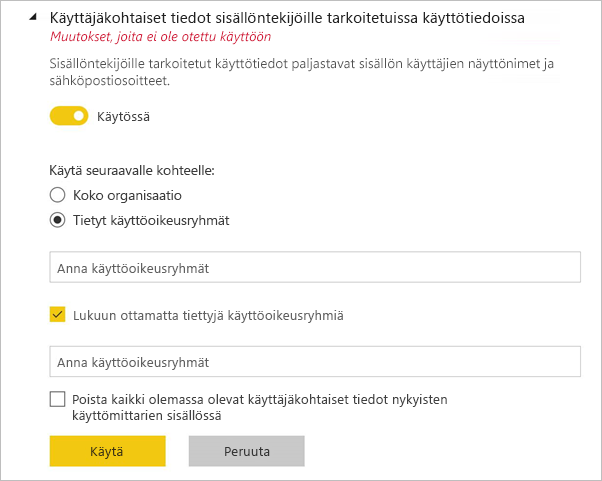 Käyttäjäkohtaiset tiedot sisällöntekijöille tarkoitetuissa käyttötiedoissa
Muutokset, joita ei ole otettu käyttöön
Sisällöntekijöille tarkoitetut käyttötiedot paljastavat sisällön käyttäjien näyttönimet ja
sähköpostiosoitteet.
Käytössä
Käytä seuraavalle kohteelle:
Koko organisaatio
Tietyt käyttöoikeusryhmät
Anna käyttöoikeusryhmät
Lukuun ottamatta tiettyjä käyttöoikeusryhmiä
Anna käyttöoikeusryhmät
Poista kaikki olemassa olevat käyttäjäkohtaiset tiedot nykyisten
käyttömittarien sisällössä
Käytä
Peruuta